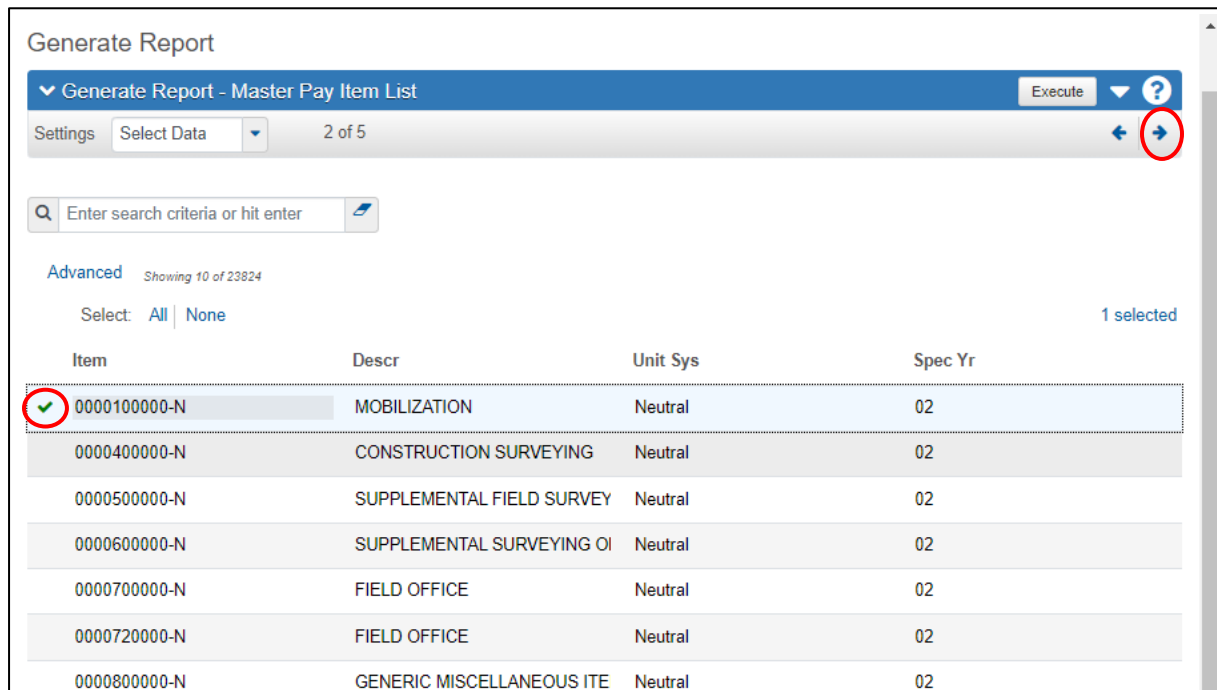 Generate Report
Generate Report - Master Pay Item List Execute ?
Settings Select Data 2 of 5
Enter search criteria or hit enter
Advanced Showing 10 of 23824
Select: All None 1 selected
Item Descr Unit Sys Spec Yr
0000100000-N MOBILIZATION Neutral 02
0000400000-N CONSTRUCTION SURVEYING Neutral 02
0000500000-N SUPPLEMENTAL FIELD SURVEY Neutral 02
0000600000-N SUPPLEMENTAL SURVEYING Neutral 02
0000700000-N FIELD OFFICE Neutral 02
0000720000-N FIELD OFFICE Neutral 02
0000800000-N GENERIC MISCELLANEOUS ITE Neutral 02